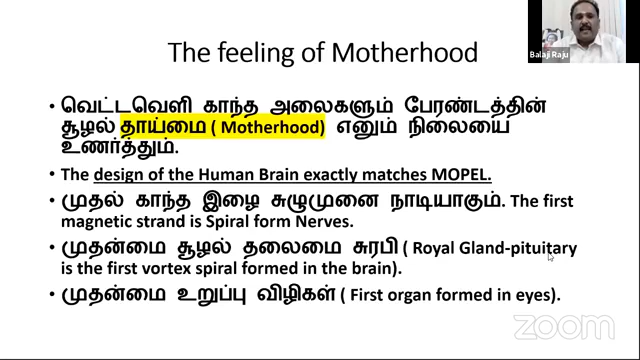 Balaji Raju
The feeling of Motherhood
• வெட்டவெளி காந்த அலைகளும் பேரண்டத்தின்
சூழல் தாய்மை ( Motherhood) எனும் நிலையை
உணர்த்தும்.
• The design of the Human Brain exactly matches MOPEL.
• முதல் காந்த இழை சுழுமுனை நாடியாகும். The first
magnetic strand is Spiral form Nerves.
• முதன்மை சூழல் தலைமை சுரபி ( Royal Gland-pituitary
is the first vortex spiral formed in the brain).
• முதன்மை உறுப்பு விழிகள் ( First organ formed in eyes).
zoom